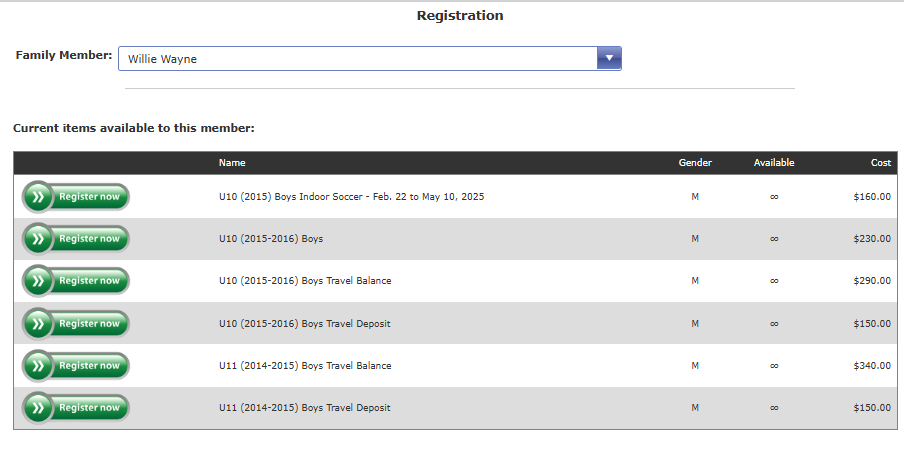 Registration
Family Member: Willie Wayne
Current items available to this member:
Name Gender Available Cost
Register now U10 (2015) Boys Indoor Soccer - Feb. 22 to May 10, 2025 M ∞ $160.00
Register now U10 (2015-2016) Boys M ∞ $230.00
Register now U10 (2015-2016) Boys Travel Balance M ∞ $290.00
Register now U10 (2015-2016) Boys Travel Deposit M ∞ $150.00
Register now U11 (2014-2015) Boys Travel Balance M ∞ $340.00
Register now U11 (2014-2015) Boys Travel Deposit M ∞ $150.00